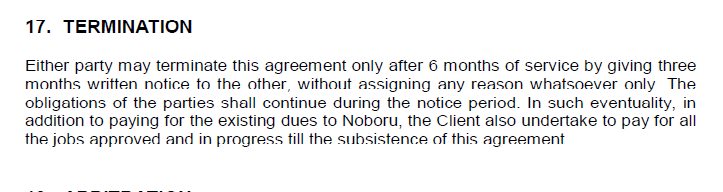 17. TERMINATION
Either party may terminate this agreement only after 6 months of service by giving three
months written notice to the other, without assigning any reason whatsoever only The
obligations of the parties shall continue during the notice period. In such eventuality, in
addition to paying for the existing dues to Noboru, the Client also undertake to pay for all
the jobs approved and in progress till the subsistence of this agreement